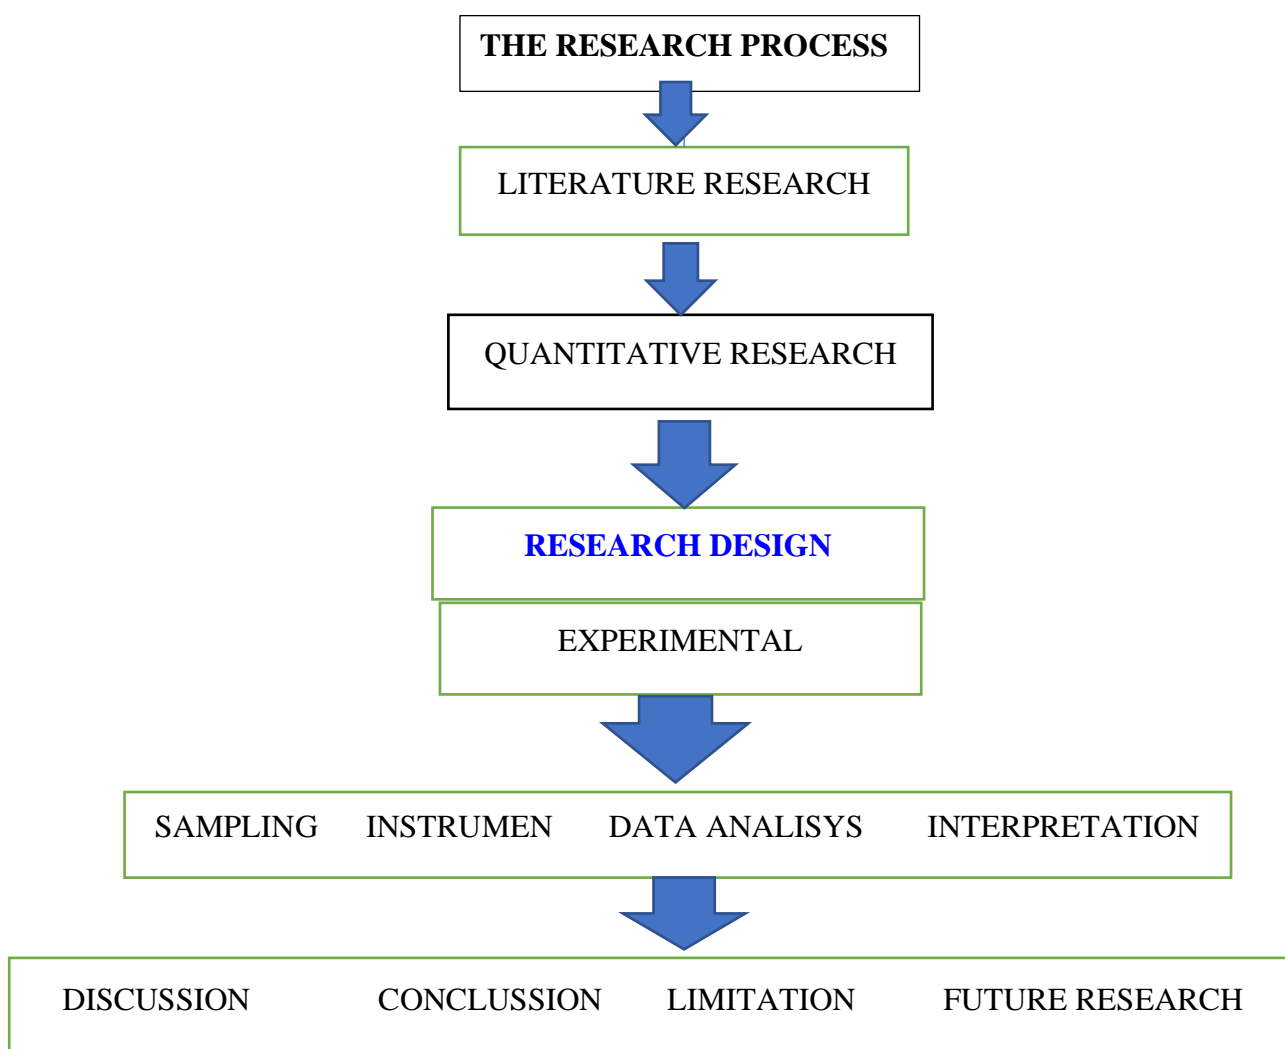 THE RESEARCH PROCESS
LITERATURE RESEARCH
QUANTITATIVE RESEARCH
RESEARCH DESIGN
EXPERIMENTAL
SAMPLING INSTRUMEN DATA ANALISYS INTERPRETATION
DISCUSSION CONCLUSSION LIMITATION FUTURE RESEARCH